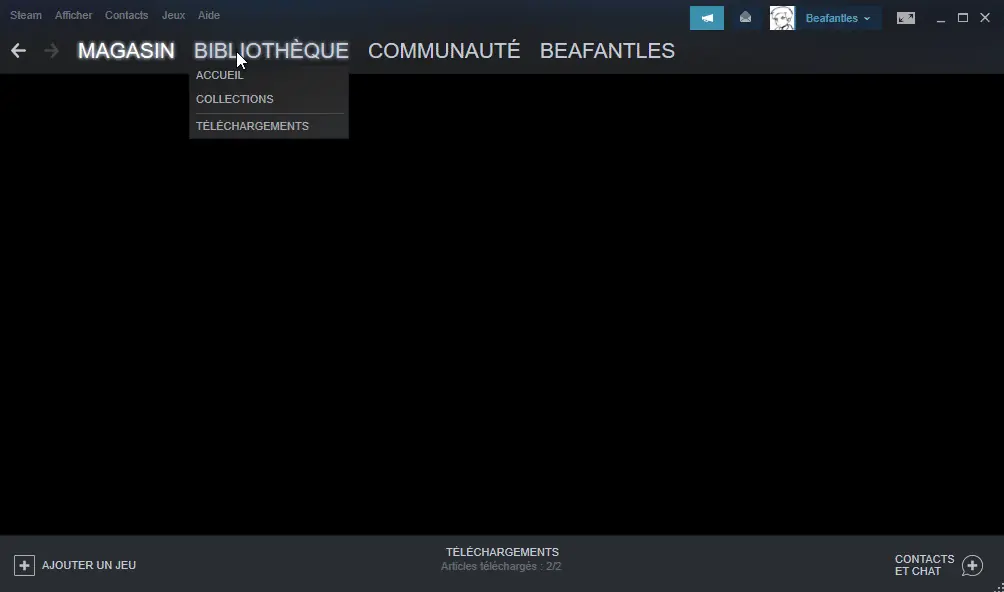 Steam Afficher Contacts Jeux Aide
Beafantles
MAGASIN BIBLIOTHÈQUE COMMUNAUTÉ BEAFANTLES
ACCUEIL
COLLECTIONS
TÉLÉCHARGEMENTS
AJOUTER UN JEU
TÉLÉCHARGEMENTS
Articles téléchargés : 2/2
CONTACTS
ET CHAT